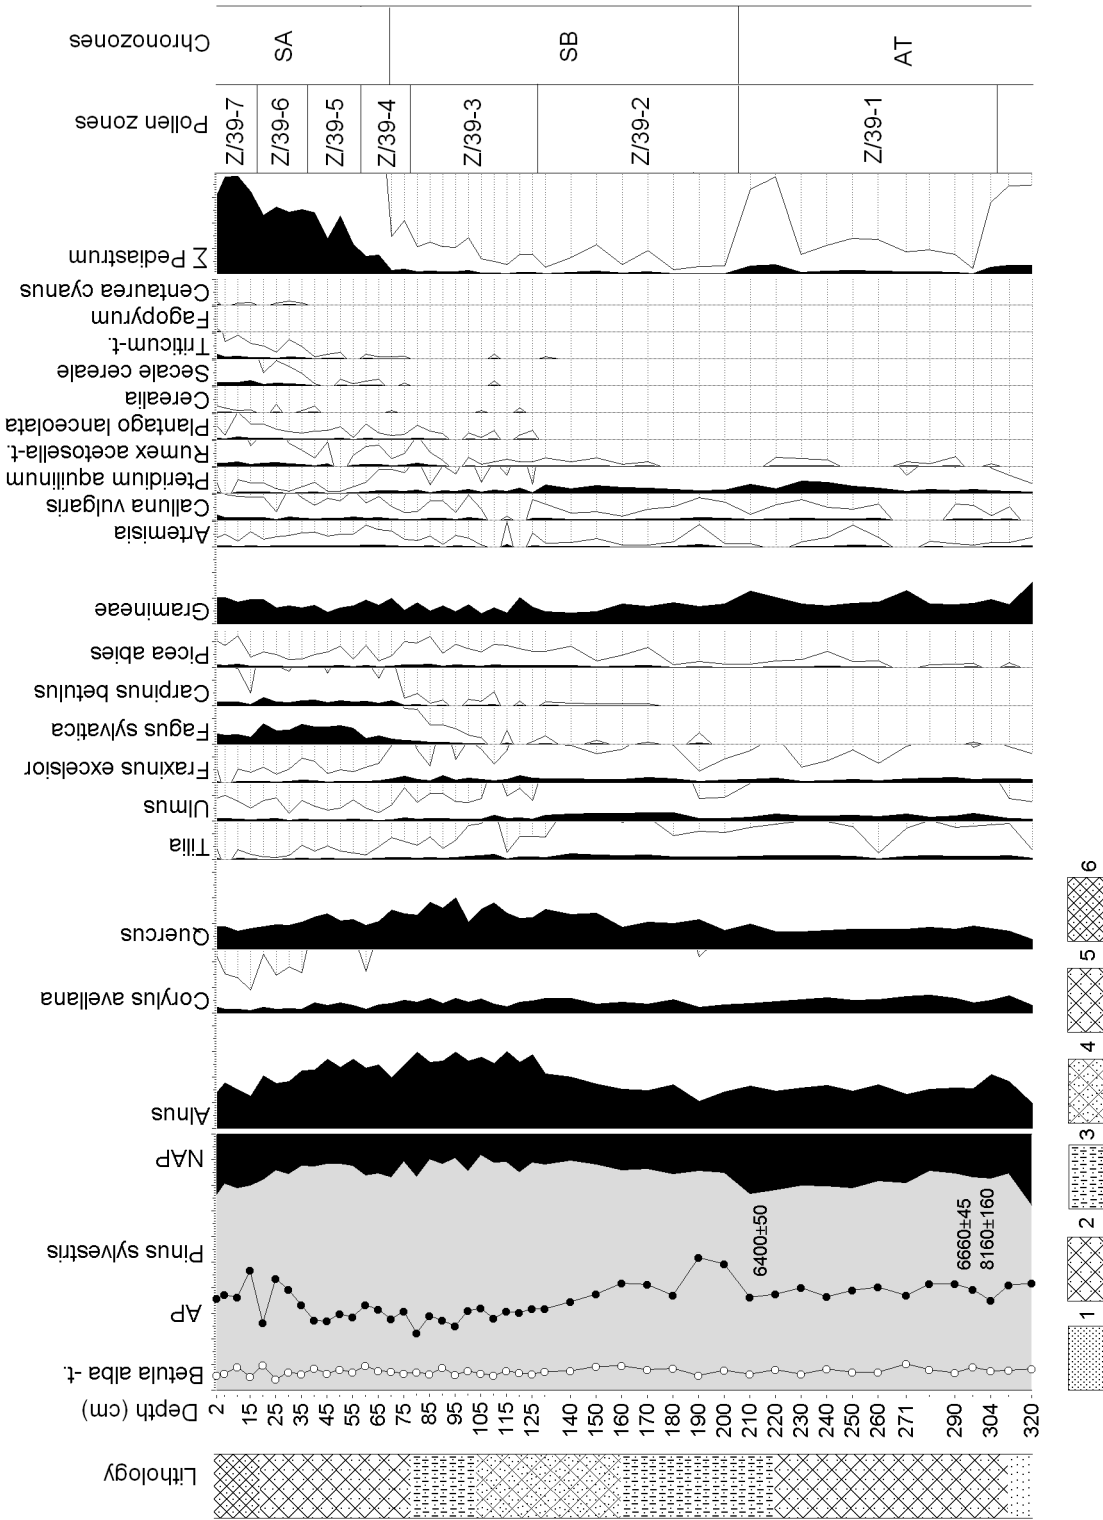 Lithology
Depth (cm)
Betula alba -t.
AP
Pinus sylvestris
NAP
Alnus
Corylus avellana
Quercus
Tilia
Ulmus
Fraxinus excelsior
Fagus sylvatica
Carpinus betulus
Picea abies
Gramineae
Artemisia
Calluna vulgaris
Pteridium aquilinum
Rumex acetosella-t.
Plantago lanceolata
Cerealia
Secale cereale
Triticum-t.
Fagopyrum
Centaurea cyanus
Σ Pediastrum
Pollen zones
Chronozones
2
15
25
35
45
55
65
75
85
95
105
115
125
140
150
160
170
180
190
200
210
220
230
240
250
260
271
290
304
320
6400±50
6660±45
8160±160
Z/39-7
Z/39-6
Z/39-5
Z/39-4
Z/39-3
Z/39-2
Z/39-1
SA
SB
AT
1
2
3
4
5
6